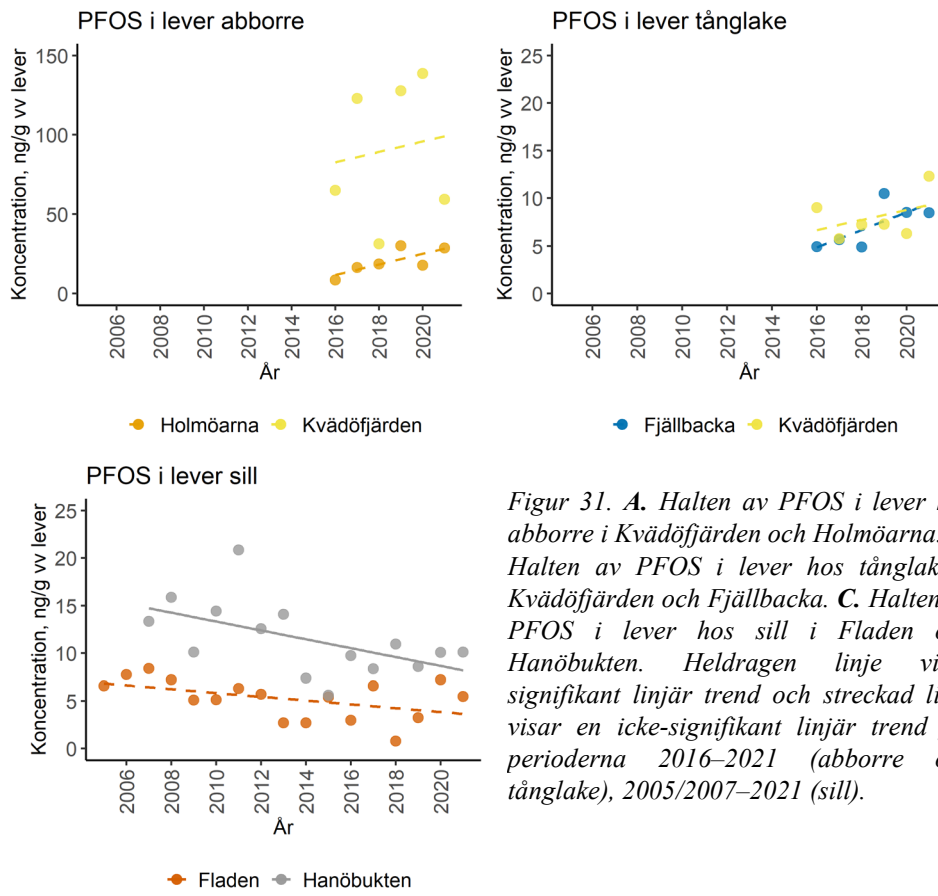 PFOS i lever abborre
Koncentration, ng/g vv lever
150
100
50
0
2006
2008
2010
2012
2014
2016
2018
2020
År
Holmöarna Kvädöfjärden
PFOS i lever tånglake
Koncentration, ng/g vv lever
25
20
15
10
5
0
2006
2008
2010
2012
2014
2016
2018
2020
År
Fjällbacka Kvädöfjärden
PFOS i lever sill
Koncentration, ng/g vv lever
25
20
15
10
5
0
2006
2008
2010
2012
2014
2016
2018
2020
År
Fladen Hanöbukten
Figur 31. A. Halten av PFOS i lever
abborre i Kvädöfjärden och Holmöarna.
Halten av PFOS i lever hos tånglak
Kvädöfjärden och Fjällbacka. C. Halten
PFOS i lever hos sill i Fladen
Hanöbukten. Heldragen linje vi
signifikant linjär trend och streckad li
visar en icke-signifikant linjär trend
perioderna 2016–2021 (abborre
tånglake), 2005/2007–2021 (sill).